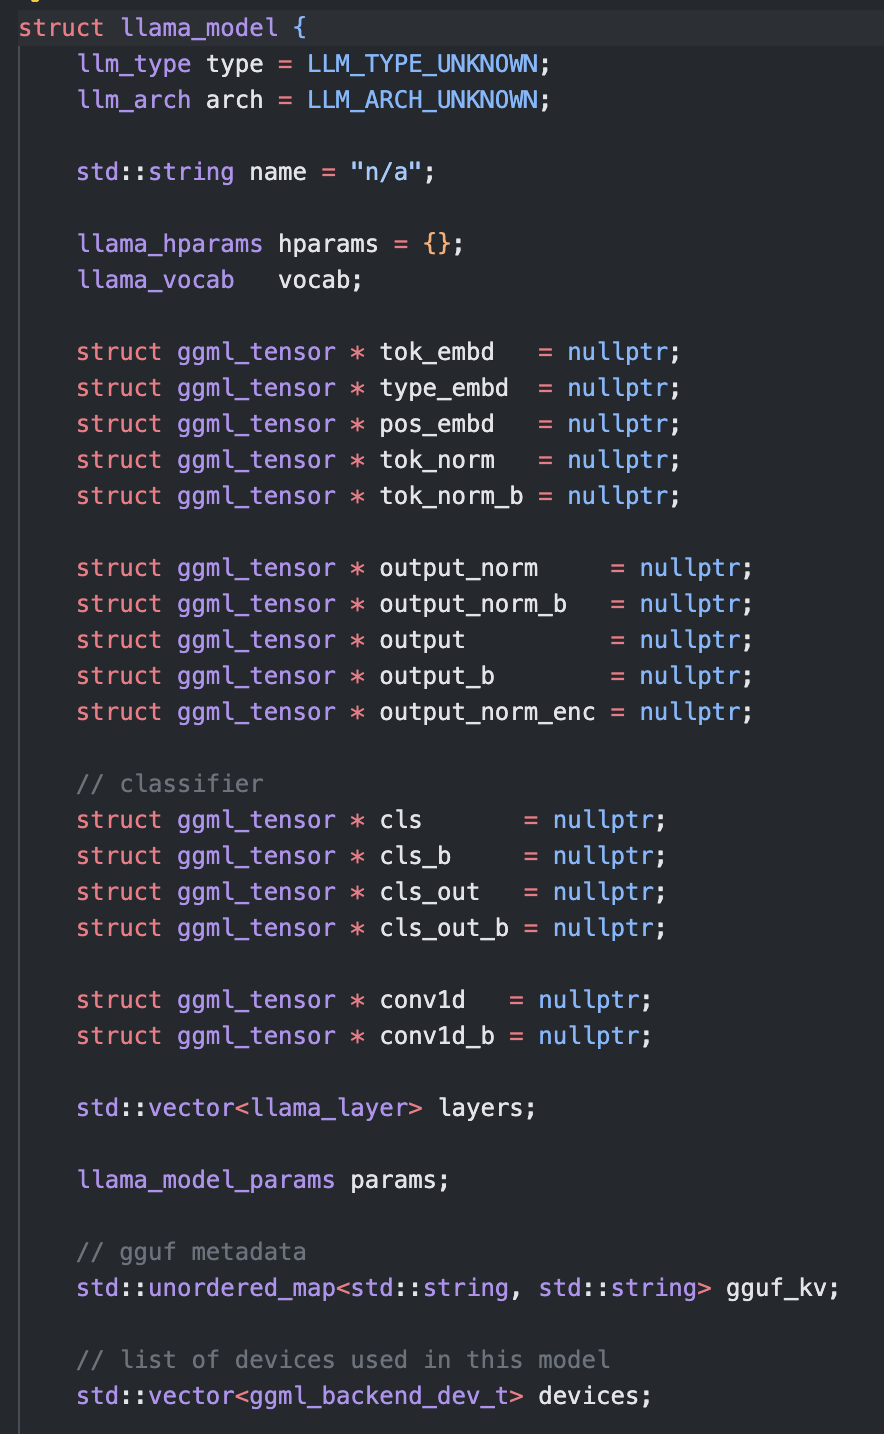 struct llama_model {
    llm_type type = LLM_TYPE_UNKNOWN;
    llm_arch arch = LLM_ARCH_UNKNOWN;

    std::string name = "n/a";

    llama_hparams hparams = {};
    llama_vocab   vocab;

    struct ggml_tensor * tok_embd   = nullptr;
    struct ggml_tensor * type_embd  = nullptr;
    struct ggml_tensor * pos_embd   = nullptr;
    struct ggml_tensor * tok_norm   = nullptr;
    struct ggml_tensor * tok_norm_b = nullptr;

    struct ggml_tensor * output_norm     = nullptr;
    struct ggml_tensor * output_norm_b   = nullptr;
    struct ggml_tensor * output          = nullptr;
    struct ggml_tensor * output_b        = nullptr;
    struct ggml_tensor * output_norm_enc = nullptr;

    // classifier
    struct ggml_tensor * cls       = nullptr;
    struct ggml_tensor * cls_b     = nullptr;
    struct ggml_tensor * cls_out   = nullptr;
    struct ggml_tensor * cls_out_b = nullptr;

    struct ggml_tensor * conv1d   = nullptr;
    struct ggml_tensor * conv1d_b = nullptr;

    std::vector<llama_layer> layers;

    llama_model_params params;

    // gguf metadata
    std::unordered_map<std::string, std::string> gguf_kv;

    // list of devices used in this model
    std::vector<ggml_backend_dev_t> devices;